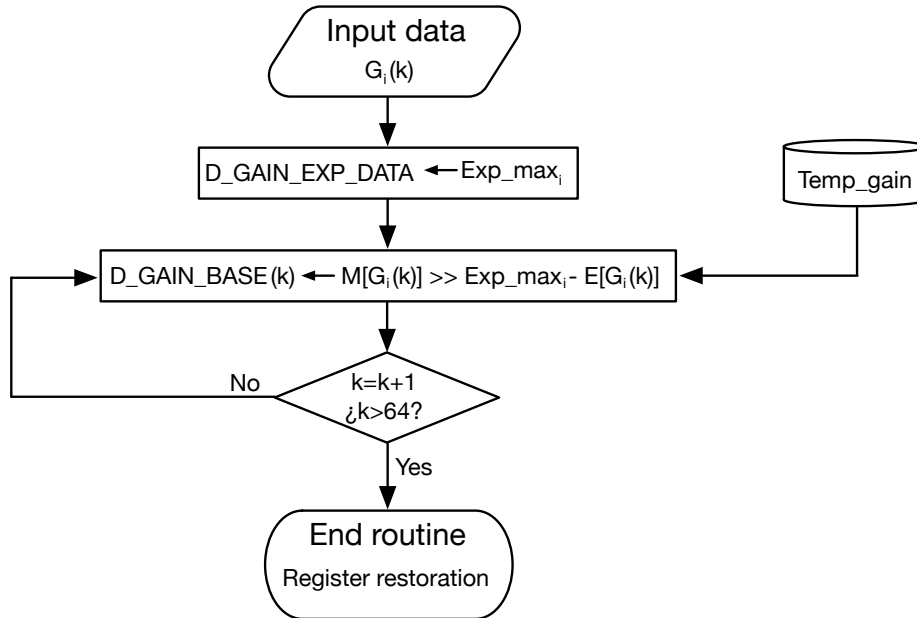 Input data
Gᵢ(k)
D_GAIN_EXP_DATA ← Exp_maxᵢ
Temp_gain
D_GAIN_BASE(k) ← M[Gᵢ(k)] >> Exp_maxᵢ- E[Gᵢ(k)]
No
k=k+1
¿k>64?
Yes
End routine
Register restoration